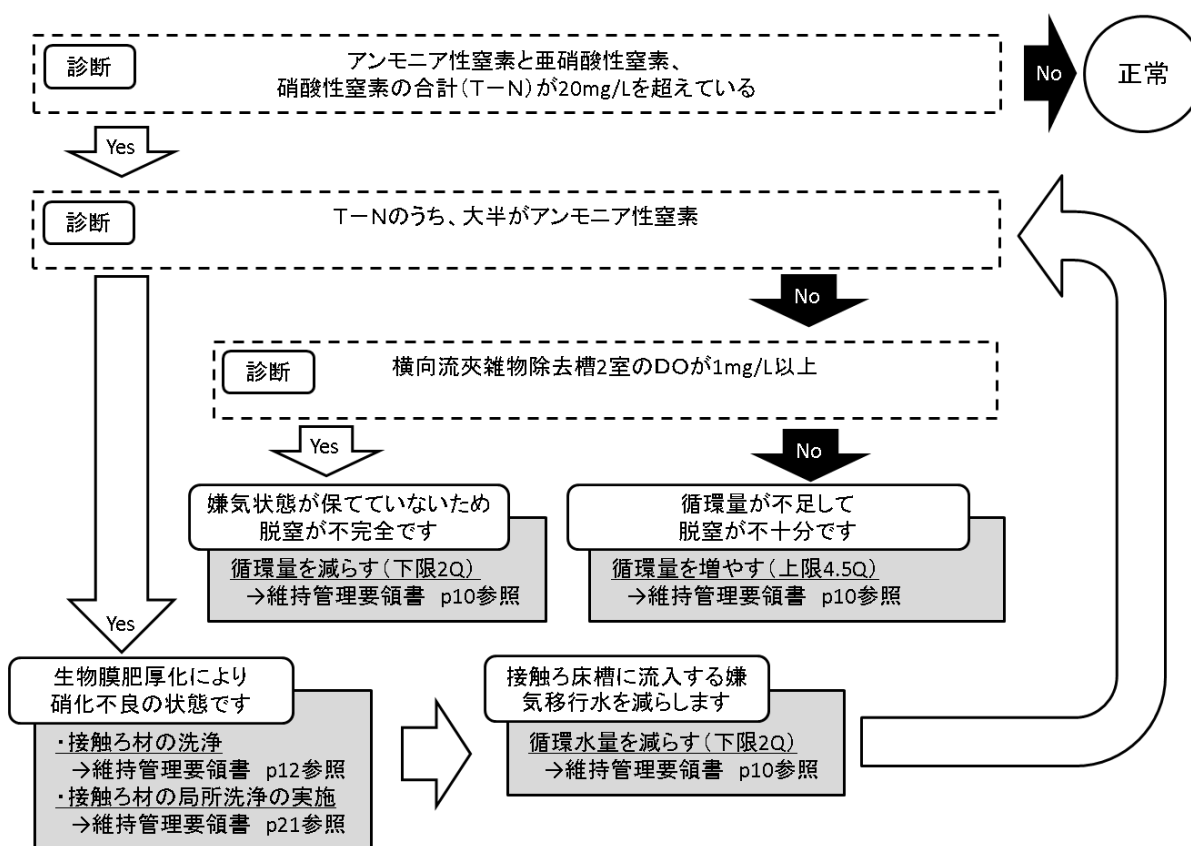 診断
アンモニア性窒素と亜硝酸性窒素、
硝酸性窒素の合計(T-N)が20mg/Lを超えている
No
正常
Yes
診断
T-Nのうち、大半がアンモニア性窒素
No
診断
横向流夾雑物除去槽2室のDOが1mg/L以上
Yes
No
嫌気状態が保てていないため
脱窒が不完全です
循環量を減らす(下限2Q)
→維持管理要領書 p10参照
循環量が不足して
脱窒が不十分です
循環量を増やす(上限4.5Q)
→維持管理要領書 p10参照
Yes
生物膜肥厚化により
硝化不良の状態です
・接触ろ材の洗浄
→維持管理要領書 p12参照
・接触ろ材の局所洗浄の実施
→維持管理要領書 p21参照
接触ろ床槽に流入する嫌
気移行水を減らします
循環水量を減らす(下限2Q)
→維持管理要領書 p10参照